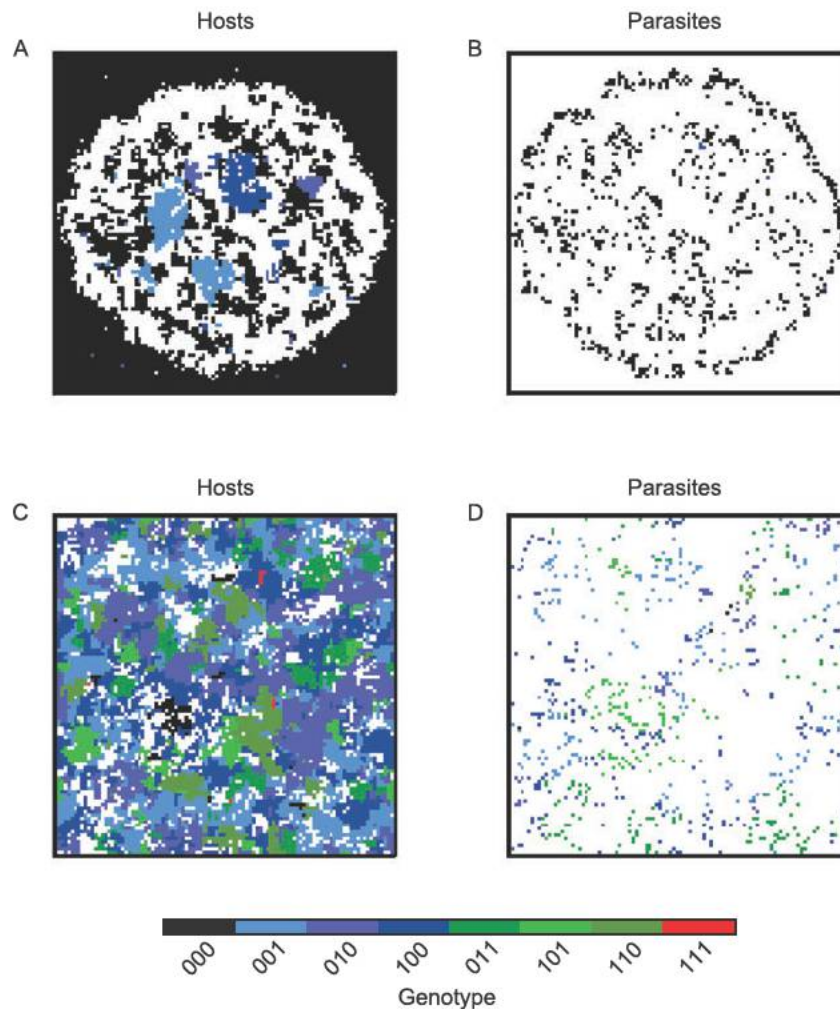 Hosts
Parasites
A
B
Hosts
Parasites
C
D
000
001
010
100
011
101
110
111
Genotype